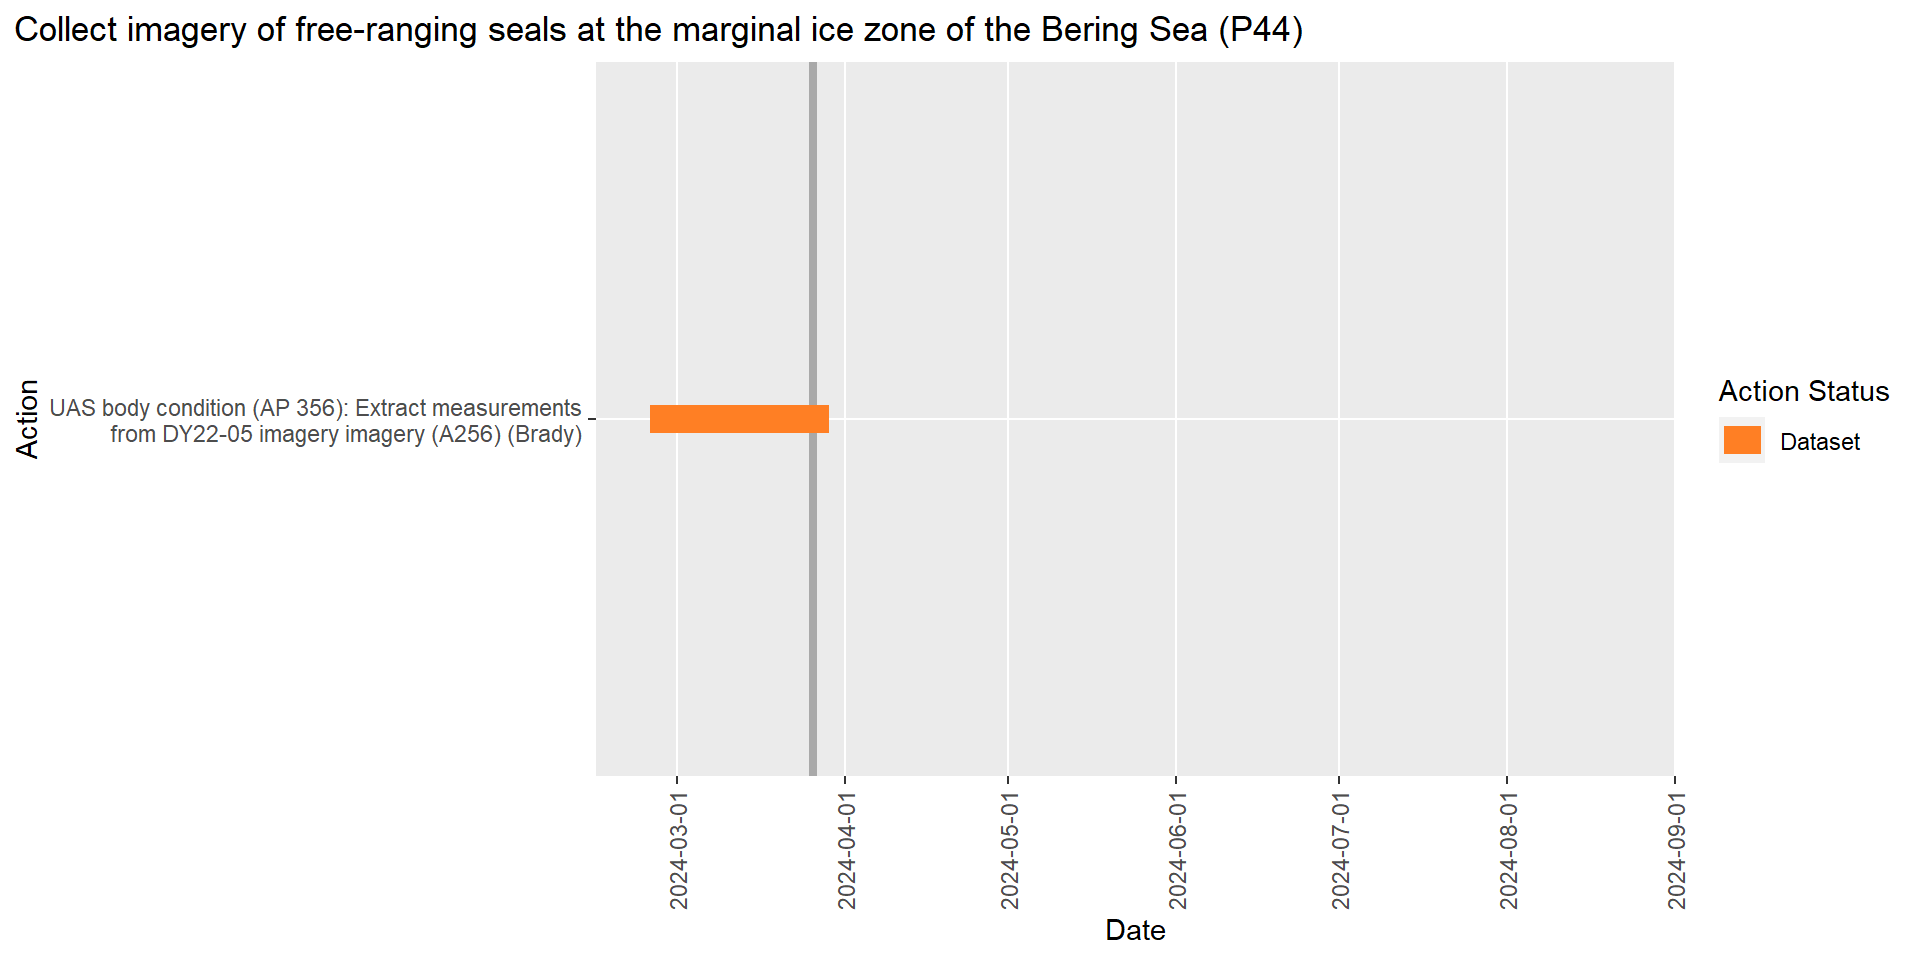 Collect imagery of free-ranging seals at the marginal ice zone of the Bering Sea (P44)
Action
UAS body condition (AP 356): Extract measurements
from DY22-05 imagery imagery (A256) (Brady)
Action Status
Dataset
2024-03-01
2024-04-01
2024-05-01
2024-06-01
2024-07-01
2024-08-01
2024-09-01
Date